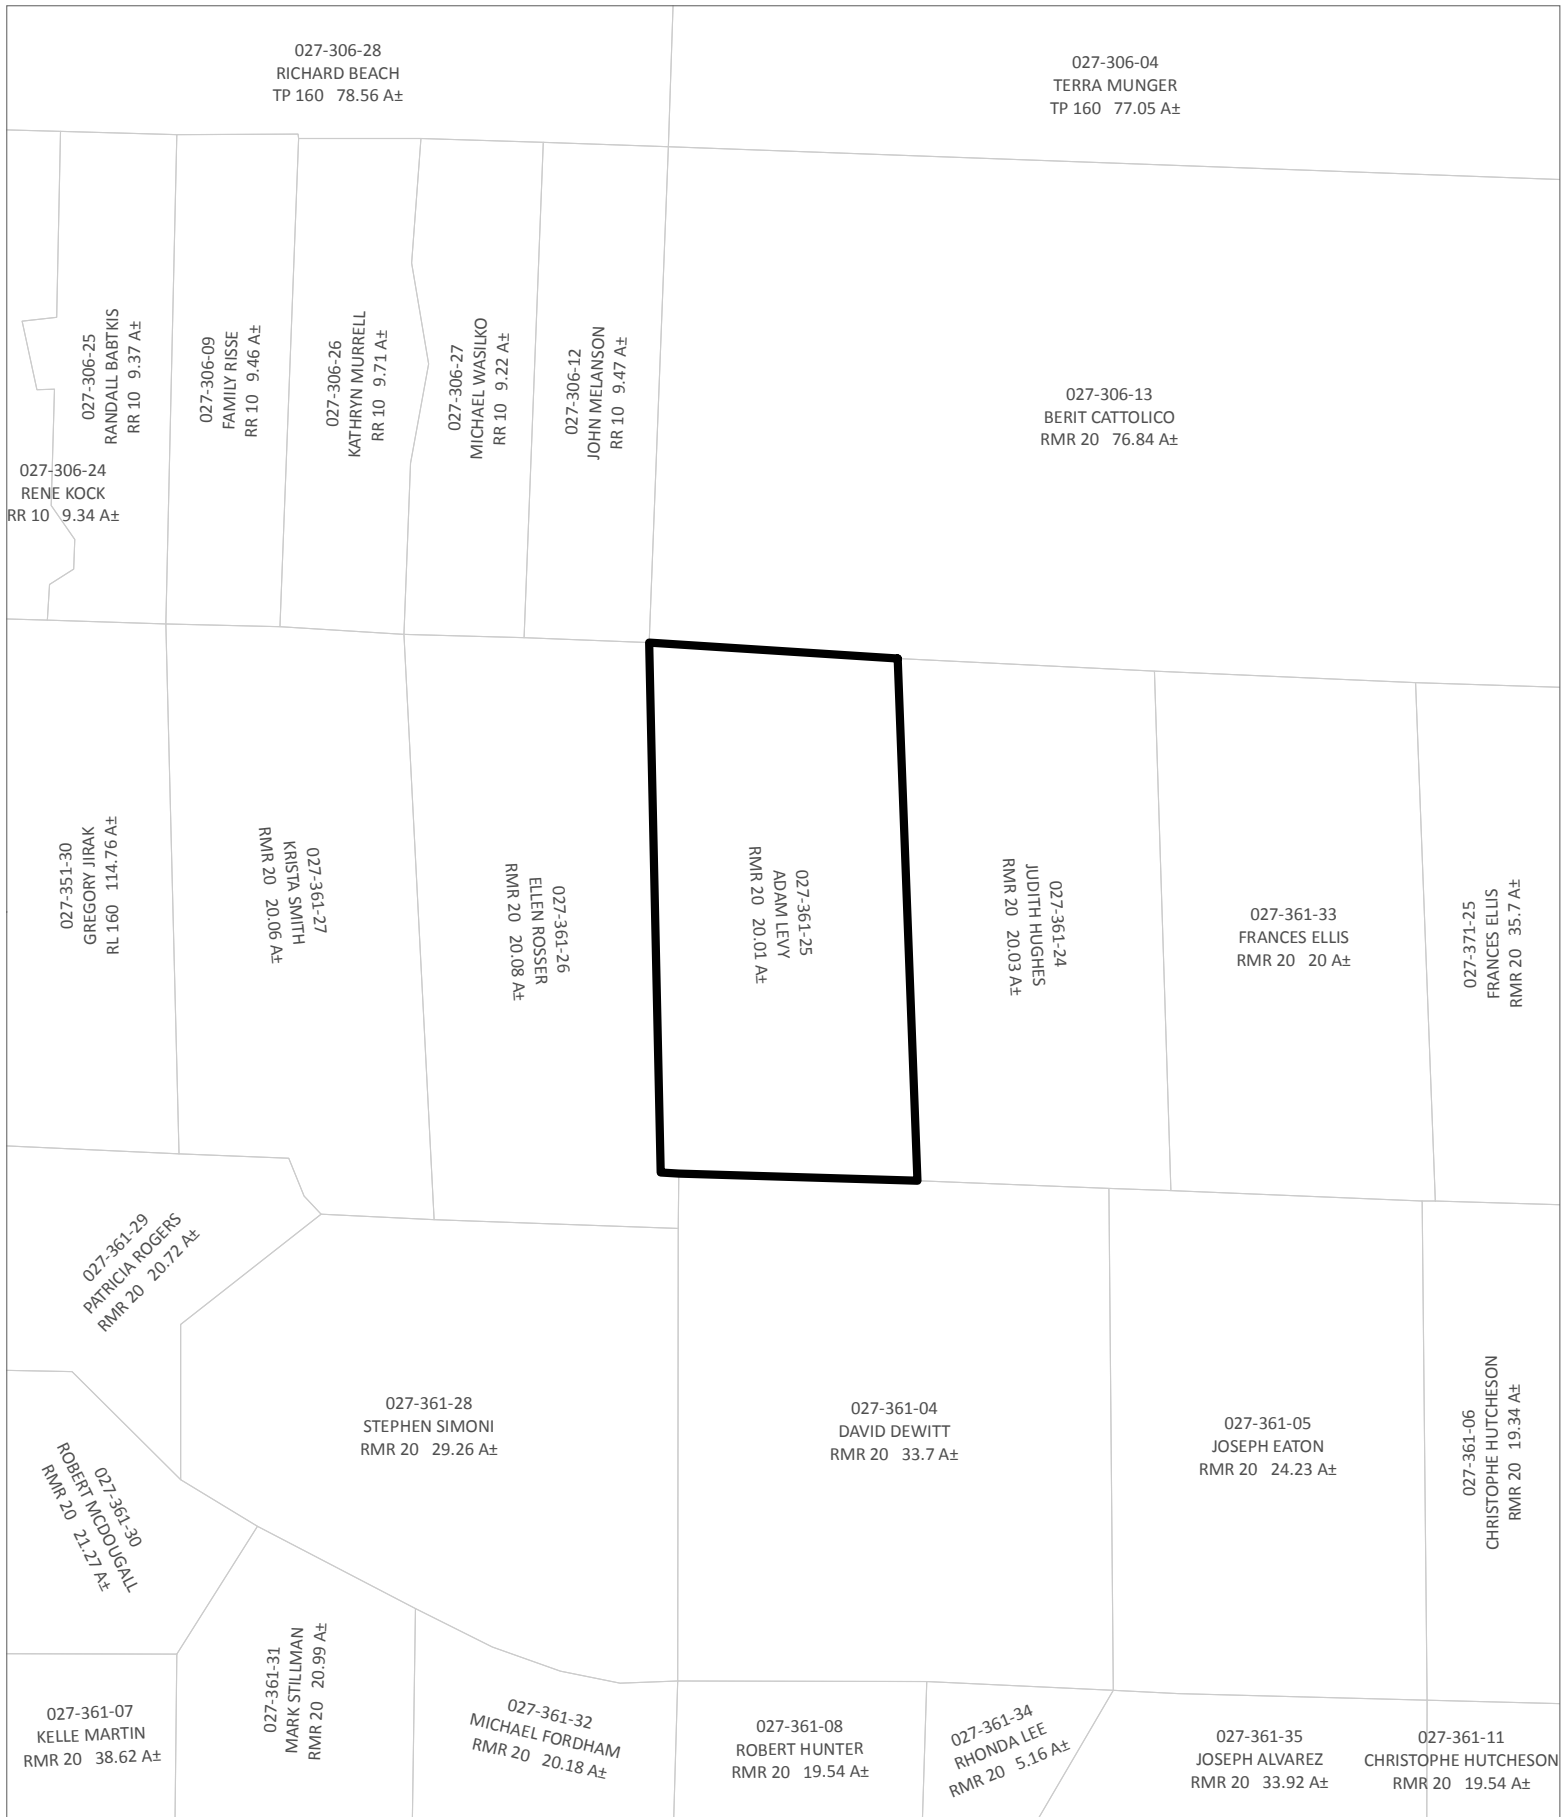 027-306-28
RICHARD BEACH
TP 160 78.56 A±
027-306-04
TERRA MUNGER
TP 160 77.05 A±
027-306-24
RENE KOCK
RR 10 9.34 A±
027-306-25
RANDALL BABTKIS
RR 10 9.37 A±
027-306-09
FAMILY RISSE
RR 10 9.46 A±
027-306-26
KATHRYN MURRELL
RR 10 9.71 A±
027-306-27
MICHAEL WASILKO
RR 10 9.22 A±
027-306-12
JOHN MELANSON
RR 10 9.47 A±
027-306-13
BERIT CATTOLICO
RMR 20 76.84 A±
027-351-30
GREGORY JIRAK
RL 160 114.76 A±
027-361-27
KRISTA SMITH
RMR 20 20.06 A±
027-361-26
ELLEN ROSSER
RMR 20 20.08 A±
027-361-25
ADAM LEVY
RMR 20 20.01 A±
027-361-24
JUDITH HUGHES
RMR 20 20.03 A±
027-361-33
FRANCES ELLIS
RMR 20 20 A±
027-371-25
FRANCES ELLIS
RMR 20 35.7 A±
027-361-29
PATRICIA ROGERS
RMR 20 20.72 A±
027-361-28
STEPHEN SIMONI
RMR 20 29.26 A±
027-361-04
DAVID DEWITT
RMR 20 33.7 A±
027-361-05
JOSEPH EATON
RMR 20 24.23 A±
027-361-06
CHRISTOPHE HUTCHESON
RMR 20 19.34 A±
027-361-30
ROBERT MCDOUGALL
RMR 20 21.27 A±
027-361-07
KELLE MARTIN
RMR 20 38.62 A±
027-361-31
MARK STILLMAN
RMR 20 20.99 A±
027-361-32
MICHAEL FORDHAM
RMR 20 20.18 A±
027-361-08
ROBERT HUNTER
RMR 20 19.54 A±
027-361-34
RHONDA LEE
RMR 20 5.16 A±
027-361-35
JOSEPH ALVAREZ
RMR 20 33.92 A±
027-361-11
CHRISTOPHE HUTCHESON
RMR 20 19.54 A±